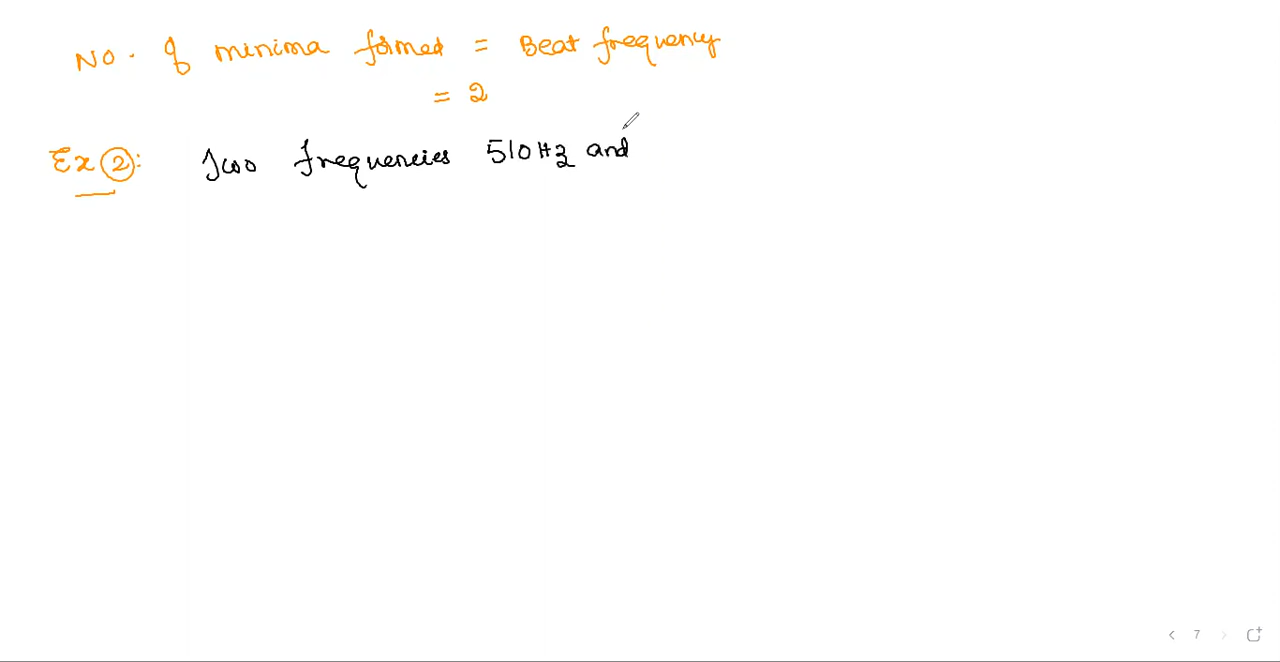 No. of minima formed = Beat frequency
= 2
Ex ②: Two frequencies 510Hz and
7